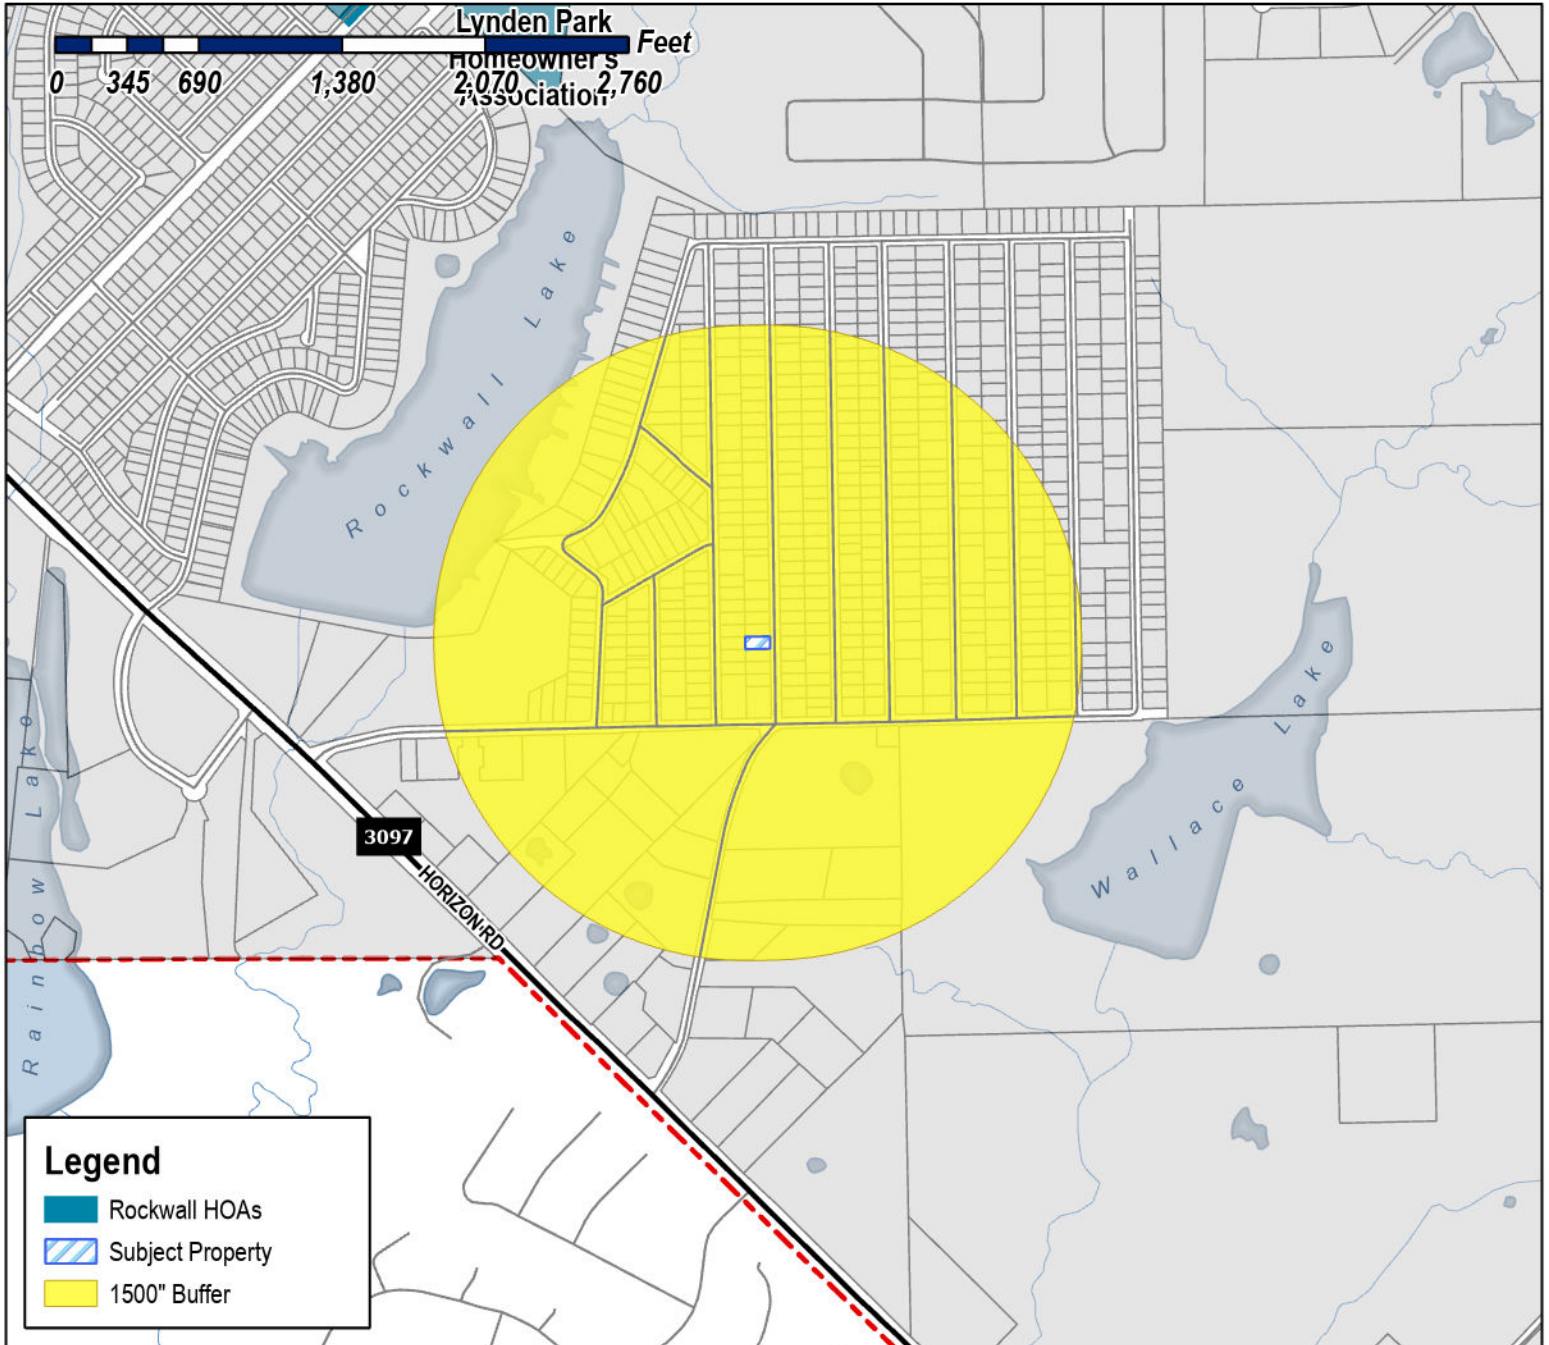 Lynden Park
Homeowner's
Association
Feet
0 345 690 1,380 2,070 2,760
Rockwall Lake
Rainbow Lake
Wallace Lake
3097
HORIZON RD
Legend
Rockwall HOAs
Subject Property
1500" Buffer